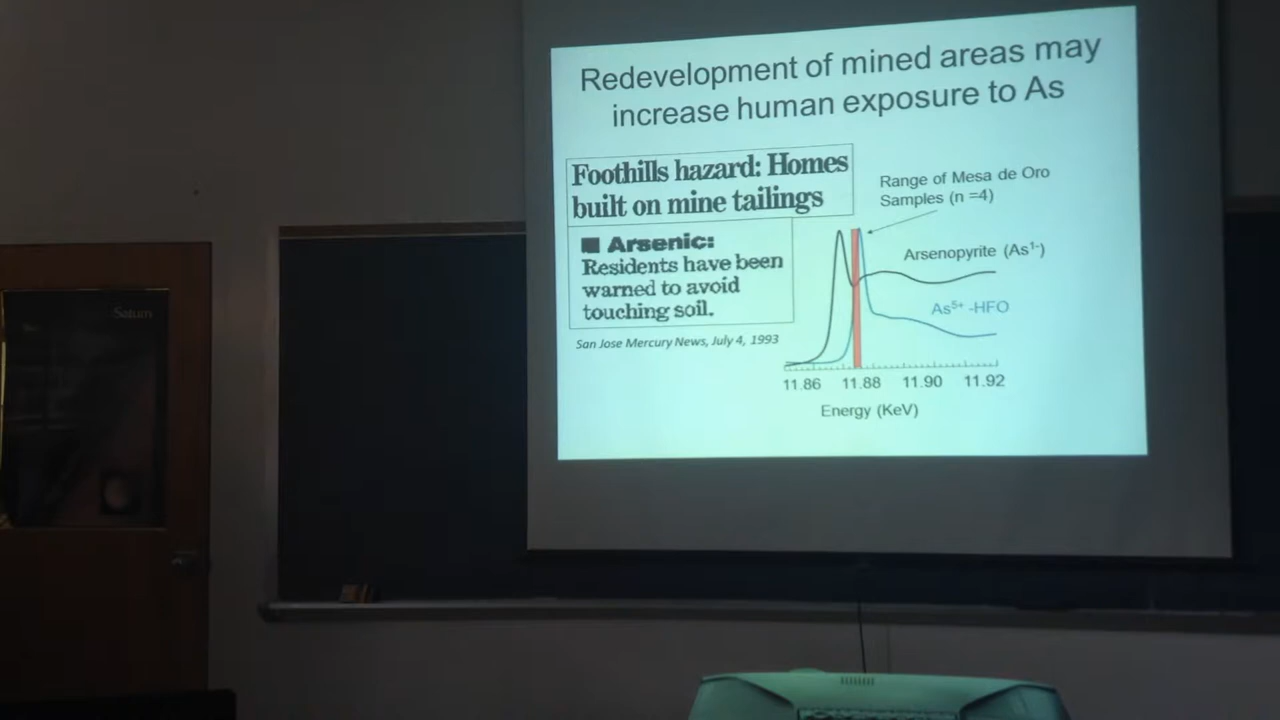 Redevelopment of mined areas may
increase human exposure to As
Foothills hazard: Homes
built on mine tailings
■ Arsenic:
Residents have been
warned to avoid
touching soil.
San Jose Mercury News, July 4, 1993
Range of Mesa de Oro
Samples (n =4)
Arsenopyrite (As¹⁻)
As⁵⁺ -HFO
11.86 11.88 11.90 11.92
Energy (KeV)
Saturn